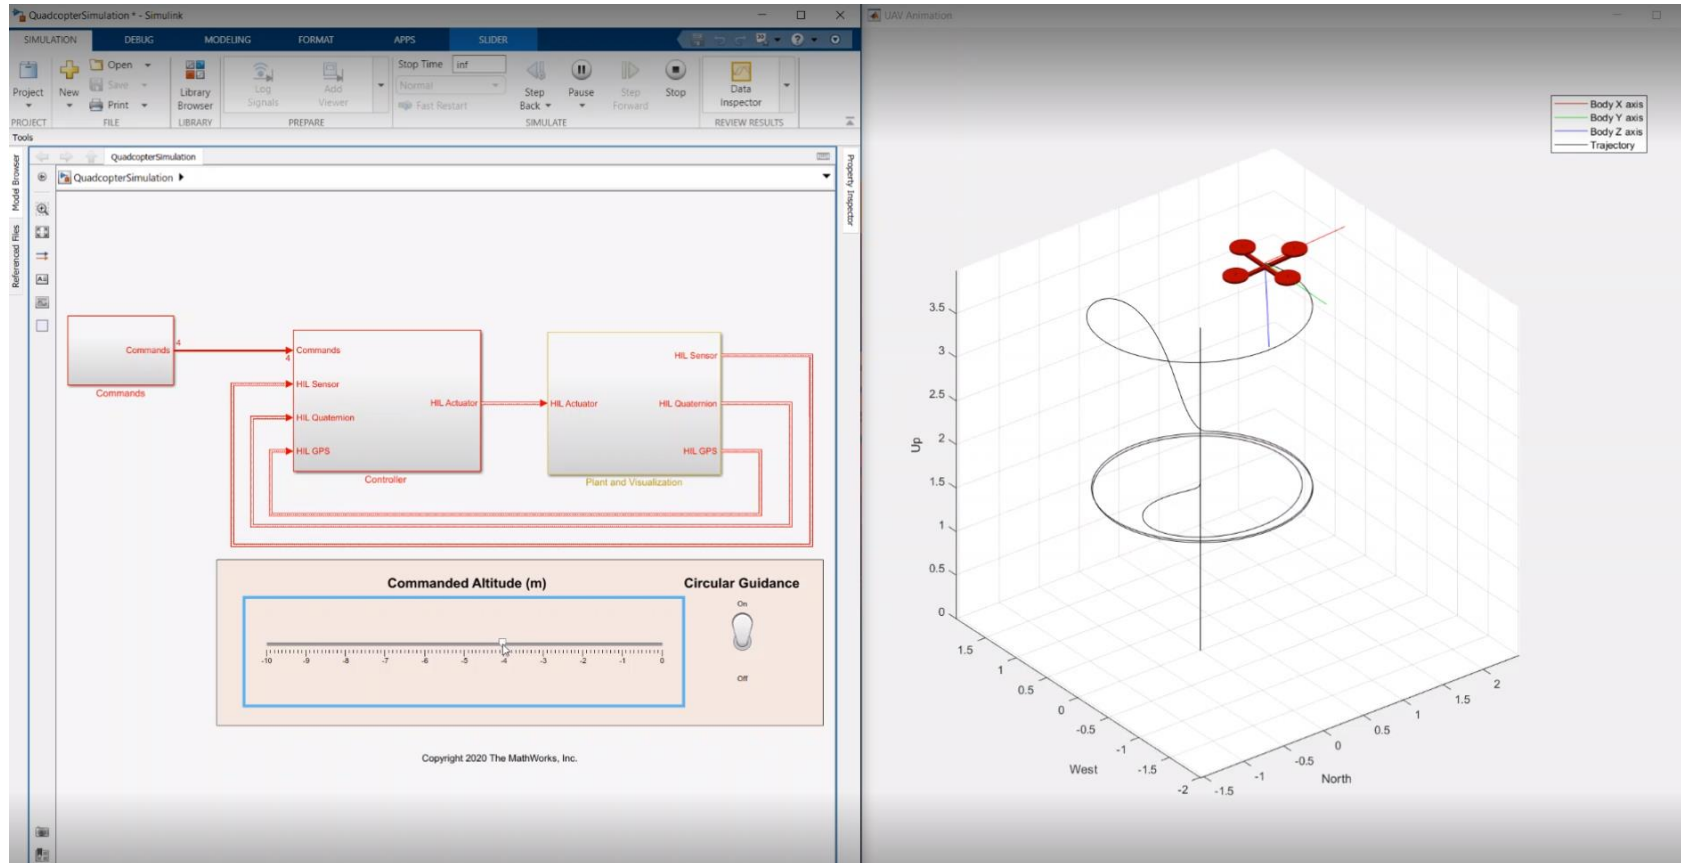 QuadcopterSimulation * - Simulink
SIMULATION DEBUG MODELING FORMAT APPS SLIDER
Project
New
Open
Save
Print
Library Browser
Log Signals
Add Viewer
Stop Time inf
Normal
Fast Restart
Step Back
Pause
Step Forward
Stop
Data Inspector
PROJECT FILE LIBRARY PREPARE SIMULATE REVIEW RESULTS
Tools
Model Browser
Referenced Files
Property Inspector
QuadcopterSimulation
QuadcopterSimulation
Commands
4
Commands
Commands
4
HIL Sensor
HIL Quaternion
HIL GPS
HIL Actuator
Controller
HIL Actuator
HIL Sensor
HIL Quaternion
HIL GPS
Plant and Visualization
Commanded Altitude (m)
-10 -9 -8 -7 -6 -5 -4 -3 -2 -1 0
Circular Guidance
On
Off
Copyright 2020 The MathWorks, Inc.
UAV Animation
Body X axis
Body Y axis
Body Z axis
Trajectory
3.5
3
2.5
2
1.5
1
0.5
0
Up
1.5
1
0.5
0
-0.5
-1
-1.5
-2
West
-1.5
-1
-0.5
0
0.5
1
1.5
2
North